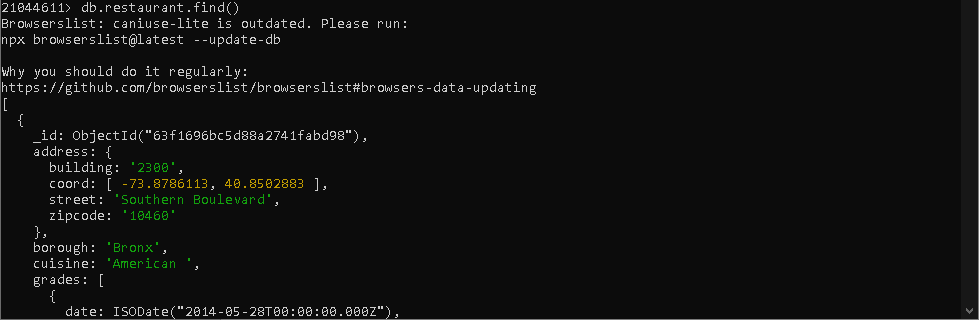 21044611> db.restaurant.find()
Browserslist: caniuse-lite is outdated. Please run:
npx browserslist@latest --update-db
Why you should do it regularly:
https://github.com/browserslist/browserslist#browsers-data-updating
[
  {
    _id: ObjectId("63f1696bc5d88a2741fabd98"),
    address: {
      building: '2300',
      coord: [ -73.8786113, 40.8502883 ],
      street: 'Southern Boulevard',
      zipcode: '10460'
    },
    borough: 'Bronx',
    cuisine: 'American ',
    grades: [
      {
        date: ISODate("2014-05-28T00:00:00.000Z"),